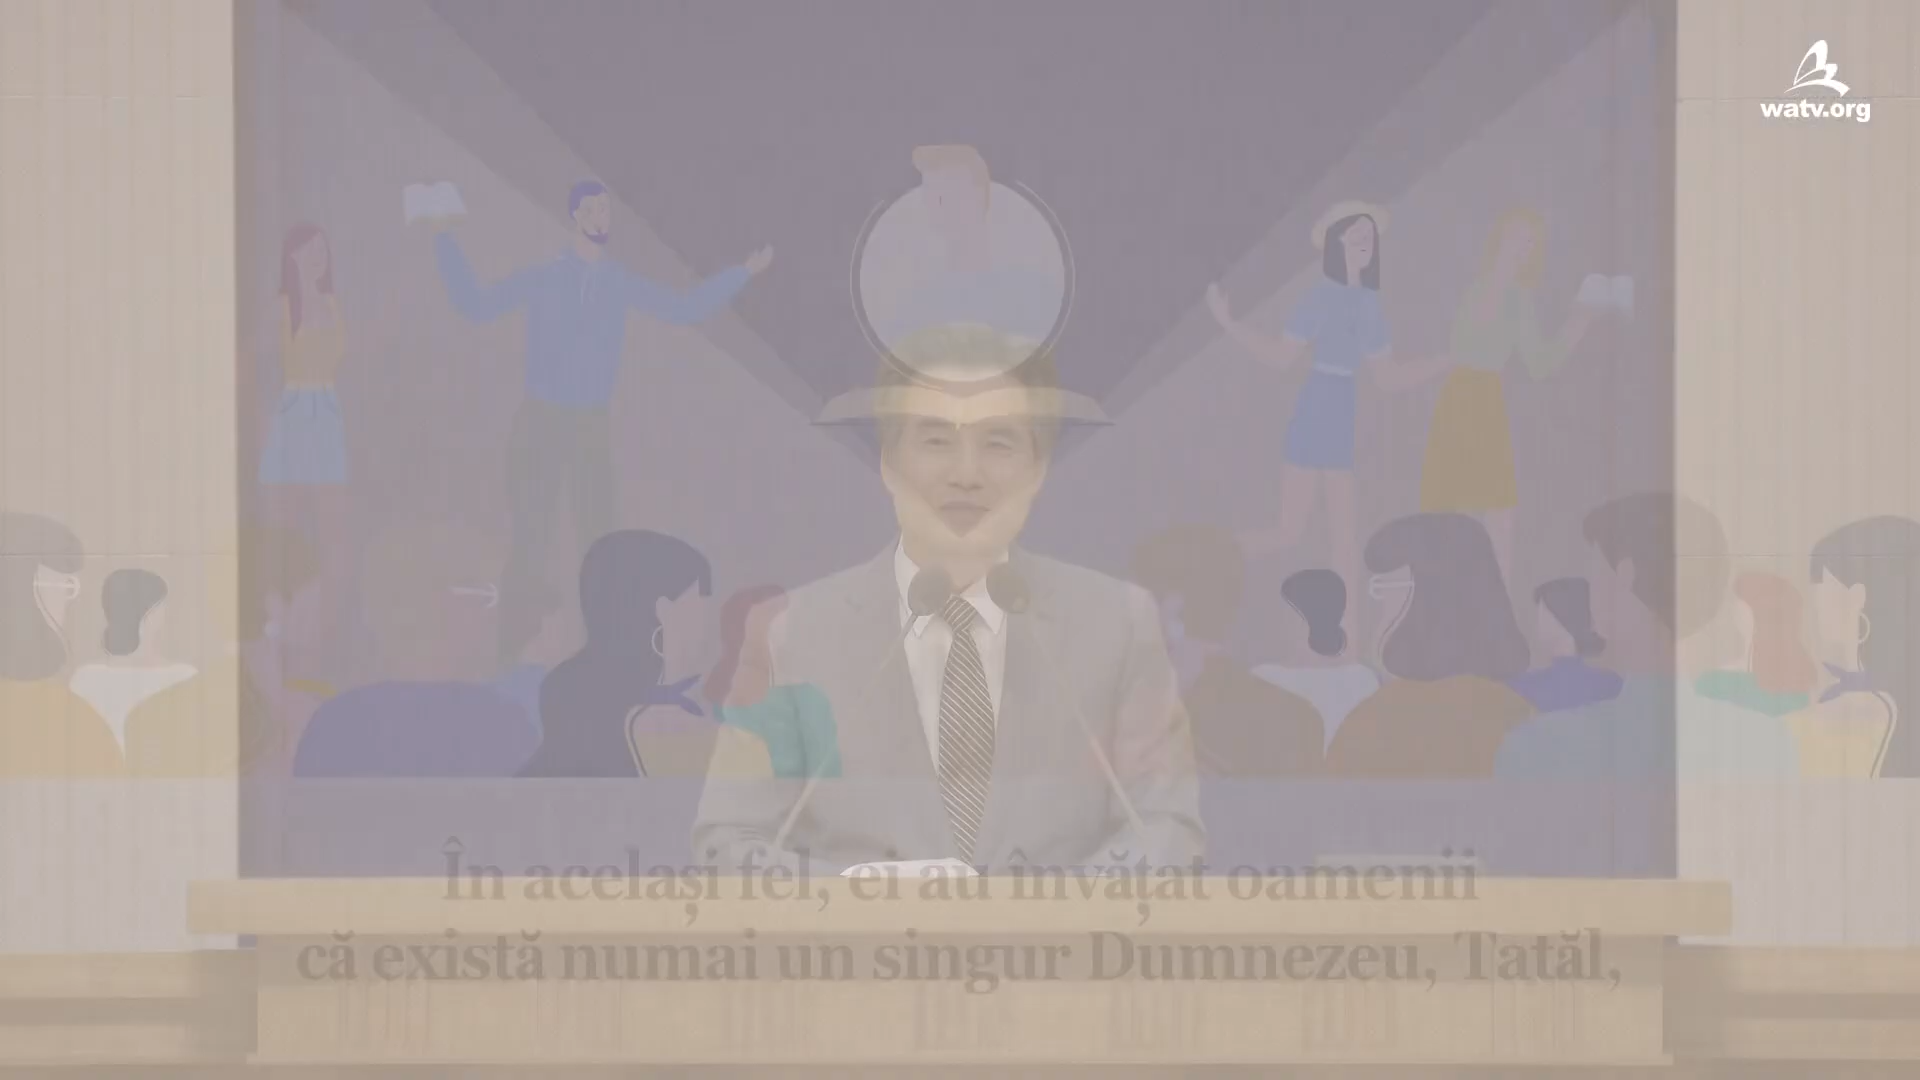 watv.org
În același fel, ei au învățat oamenii
că există numai un singur Dumnezeu, Tatăl,